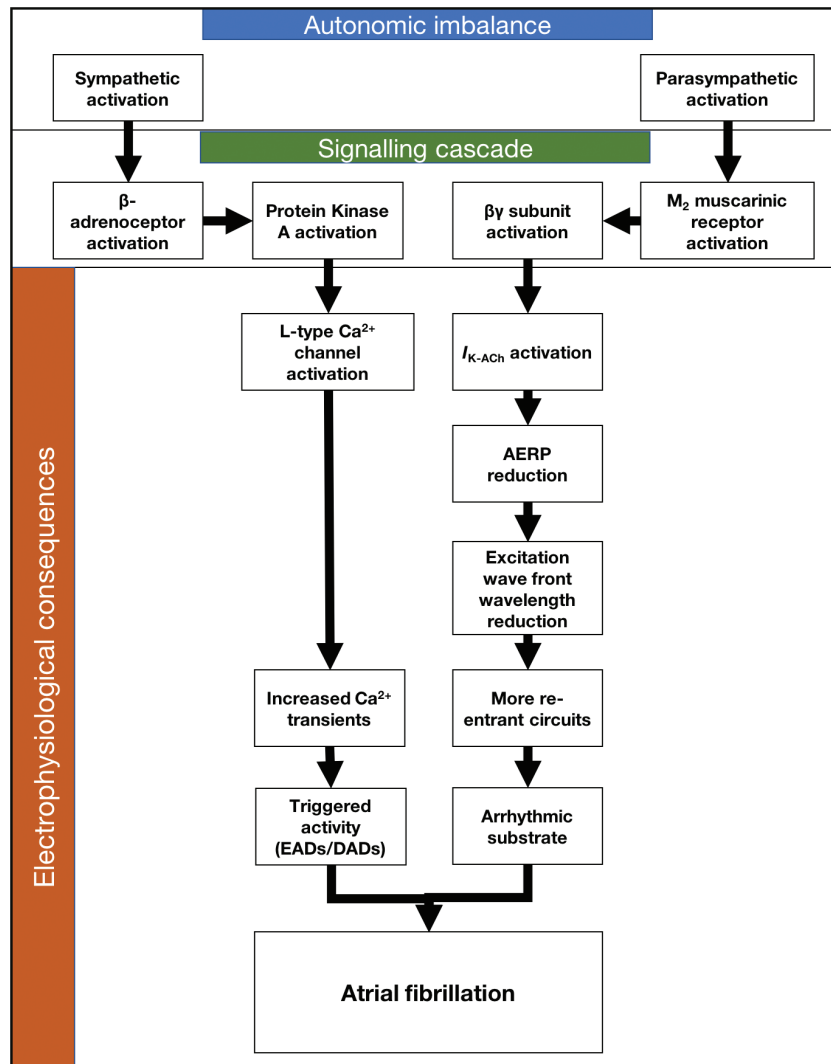 Autonomic imbalance
Sympathetic
activation
Parasympathetic
activation
Signalling cascade
β-
adrenoceptor
activation
Protein Kinase
A activation
βγ subunit
activation
M₂ muscarinic
receptor
activation
Electrophysiological consequences
L-type Ca²⁺
channel
activation
I_K-ACh activation
AERP
reduction
Excitation
wave front
wavelength
reduction
Increased Ca²⁺
transients
More re-
entrant circuits
Triggered
activity
(EADs/DADs)
Arrhythmic
substrate
Atrial fibrillation